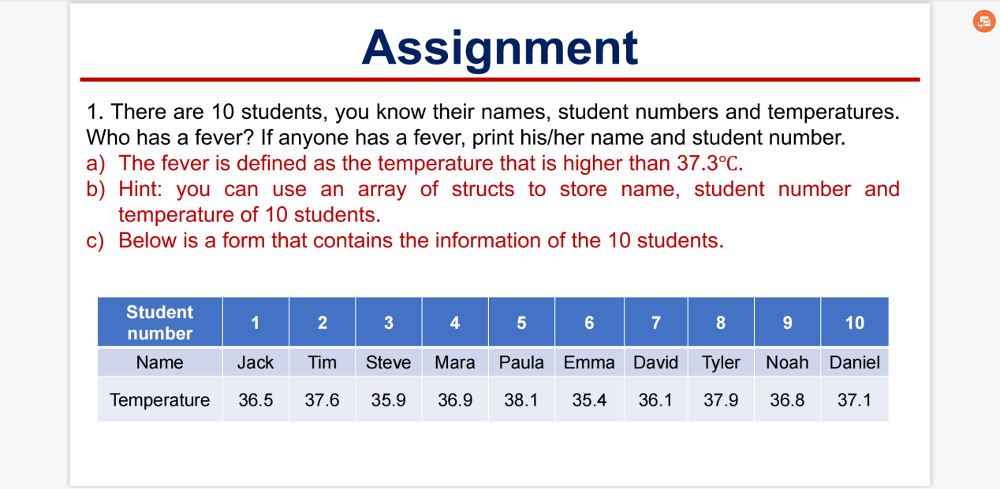 Assignment
1. There are 10 students, you know their names, student numbers and temperatures.
Who has a fever? If anyone has a fever, print his/her name and student number.
a) The fever is defined as the temperature that is higher than 37.3℃.
b) Hint: you can use an array of structs to store name, student number and
temperature of 10 students.
c) Below is a form that contains the information of the 10 students.
Student
number 1 2 3 4 5 6 7 8 9 10
Name Jack Tim Steve Mara Paula Emma David Tyler Noah Daniel
Temperature 36.5 37.6 35.9 36.9 38.1 35.4 36.1 37.9 36.8 37.1